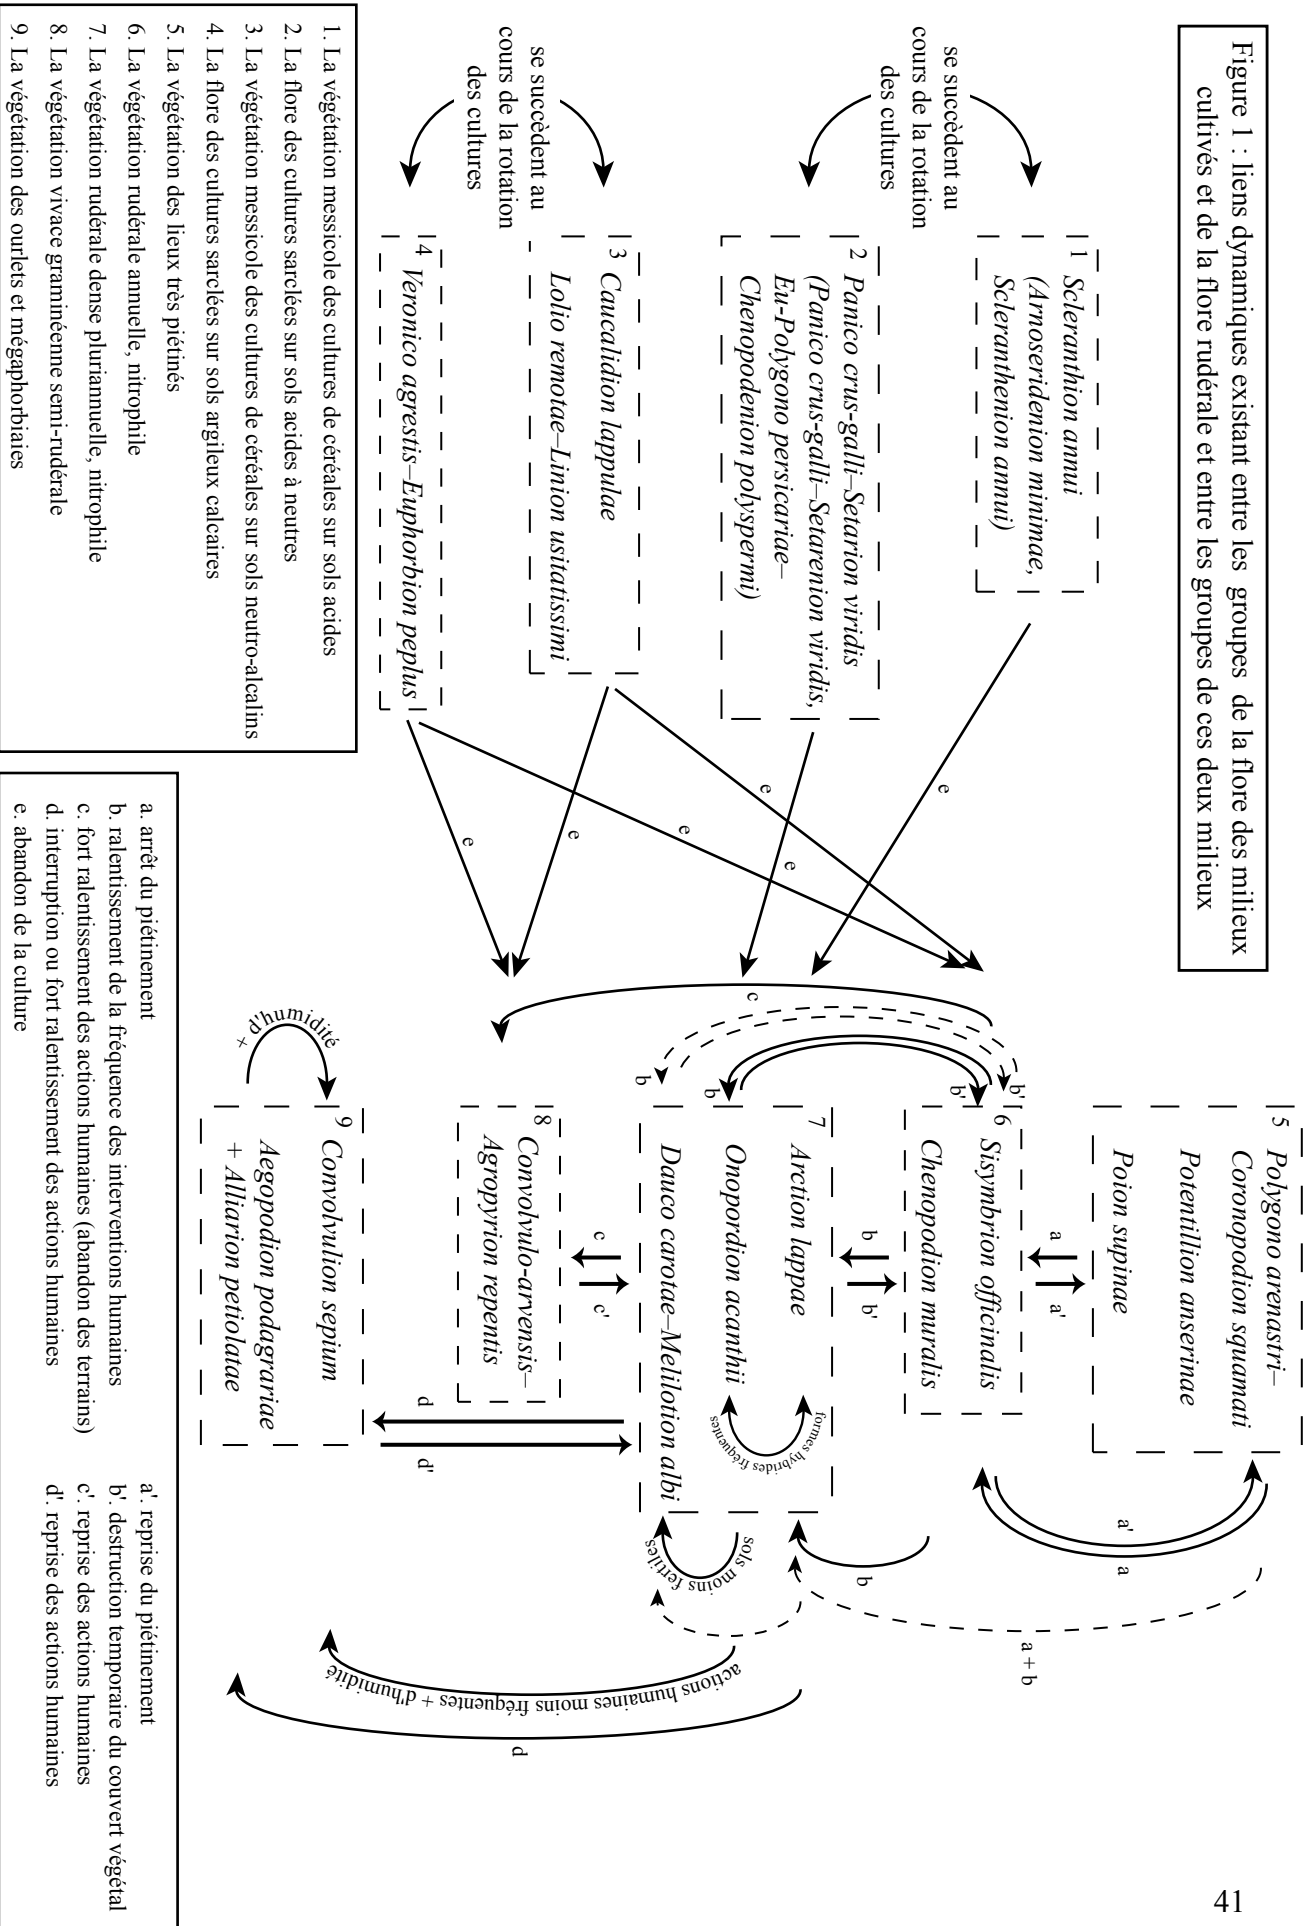 Figure 1 : liens dynamiques existant entre les groupes de la flore des milieux
cultivés et de la flore rudérale et entre les groupes de ces deux milieux
se succèdent au
cours de la rotation
des cultures
se succèdent au
cours de la rotation
des cultures
1 Scleranthion annui
(Arnoseridenion minimae,
Scleranthenion annui)
2 Panico crus-galli–Setarion viridis
(Panico crus-galli–Setarenion viridis,
Eu-Polygono persicariae–
Chenopodenion polyspermi)
3 Caucalidion lappulae
Lolio remotae–Linion usitatissimi
4 Veronico agrestis–Euphorbion peplus
e
e
e
e
e
e
5 Polygono arenastri–
Coronopodion squamati
Potentillion anserinae
Poion supinae
a
a'
6 Sisymbrion officinalis
Chenopodion muralis
b
b'
7 Arction lappae
Onopordion acanthii
Dauco carotae–Melilotion albi
formes hybrides fréquentes
c
c'
8 Convolvulo-arvensis–
Agropyrion repentis
d
d'
9 Convolvulion sepium
Aegopodion podagrariae
+ Alliarion petiolatae
+ d'humidité
c
b
b'
b
b'
a'
a
b
a + b
sols moins fertiles
actions humaines moins fréquentes + d'humidité
d
1. La végétation messicole des cultures de céréales sur sols acides
2. La flore des cultures sarclées sur sols acides à neutres
3. La végétation messicole des cultures de céréales sur sols neutro-alcalins
4. La flore des cultures sarclées sur sols argileux calcaires
5. La végétation des lieux très piétinés
6. La végétation rudérale annuelle, nitrophile
7. La végétation rudérale dense pluriannuelle, nitrophile
8. La végétation vivace graminéenne semi-rudérale
9. La végétation des ourlets et mégaphorbiaies
a. arrêt du piétinement
b. ralentissement de la fréquence des interventions humaines
c. fort ralentissement des actions humaines (abandon des terrains)
d. interruption ou fort ralentissement des actions humaines
e. abandon de la culture
a'. reprise du piétinement
b'. destruction temporaire du couvert végétal
c'. reprise des actions humaines
d'. reprise des actions humaines
41